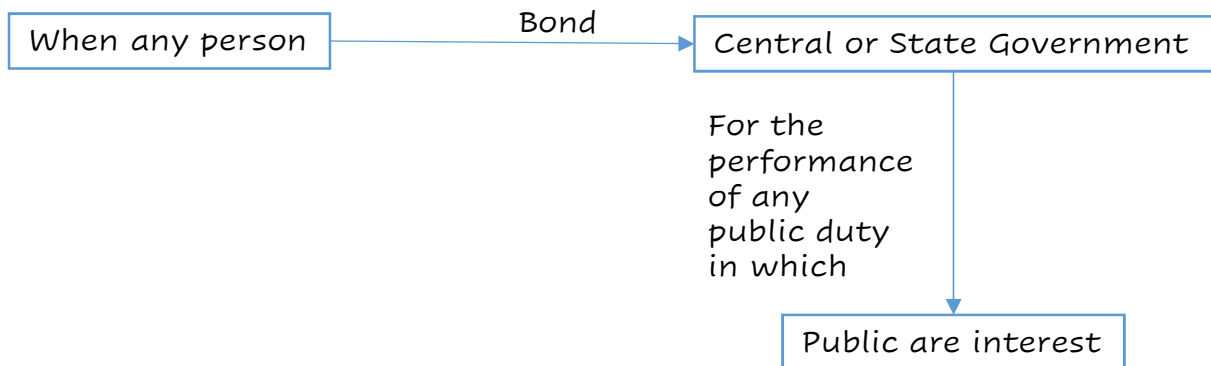 Bond
When any person
Central or State Government
For the
performance
of any
public duty
in which
Public are interest